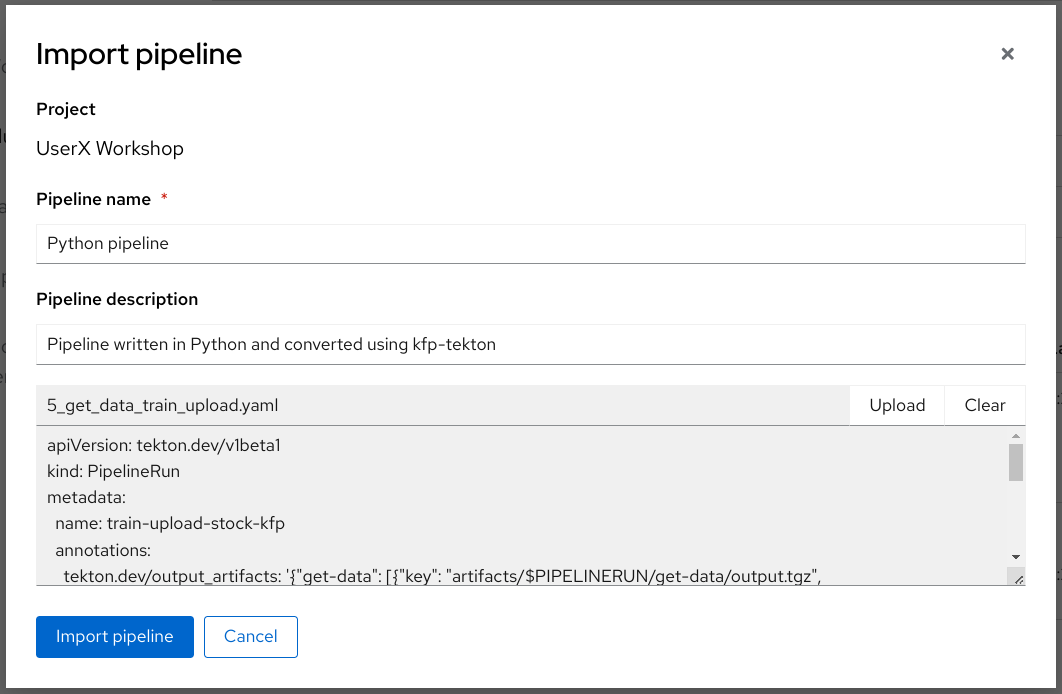 Import pipeline
Project
UserX Workshop
Pipeline name *
Python pipeline
Pipeline description
Pipeline written in Python and converted using kfp-tekton
5_get_data_train_upload.yaml Upload Clear
apiVersion: tekton.dev/v1beta1
kind: PipelineRun
metadata:
  name: train-upload-stock-kfp
  annotations:
    tekton.dev/output_artifacts: '{"get-data": [{"key": "artifacts/$PIPELINERUN/get-data/output.tgz",
Import pipeline Cancel